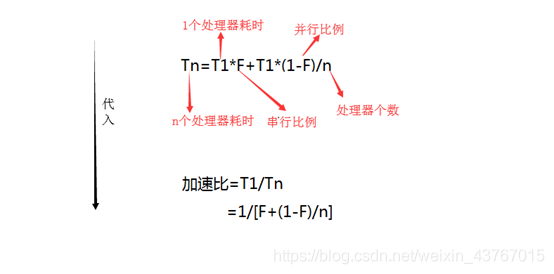 1个处理器耗时
并行比例
Tn=T1*F+T1*(1-F)/n
n个处理器耗时
串行比例
处理器个数
代入
加速比=T1/Tn
=1/[F+(1-F)/n]
https://blog.csdn.net/weixin_43767015